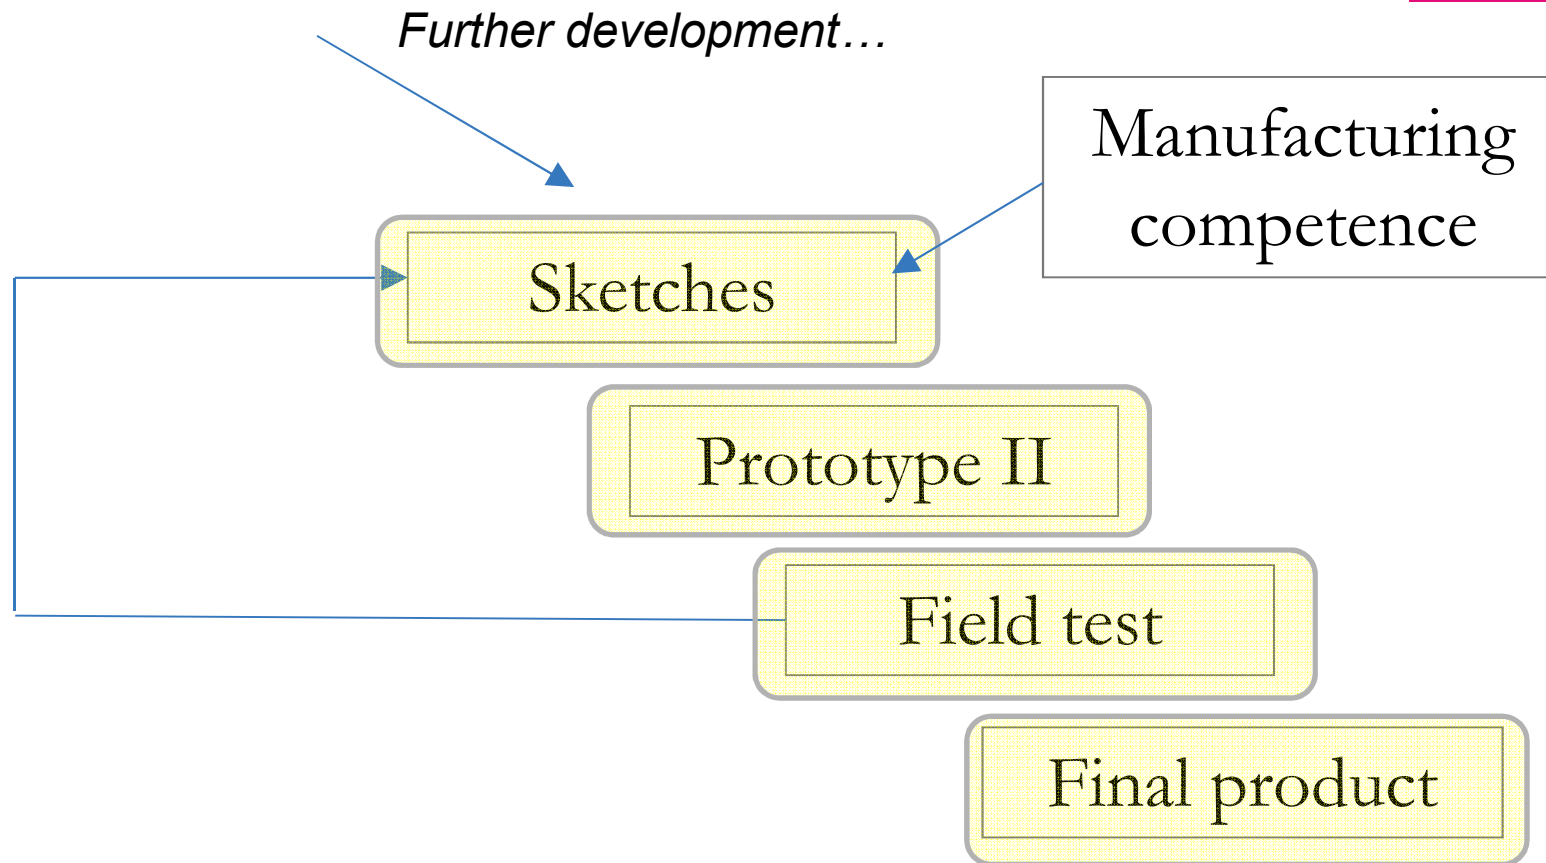 Further development…
Manufacturing
competence
Sketches
Prototype II
Field test
Final product